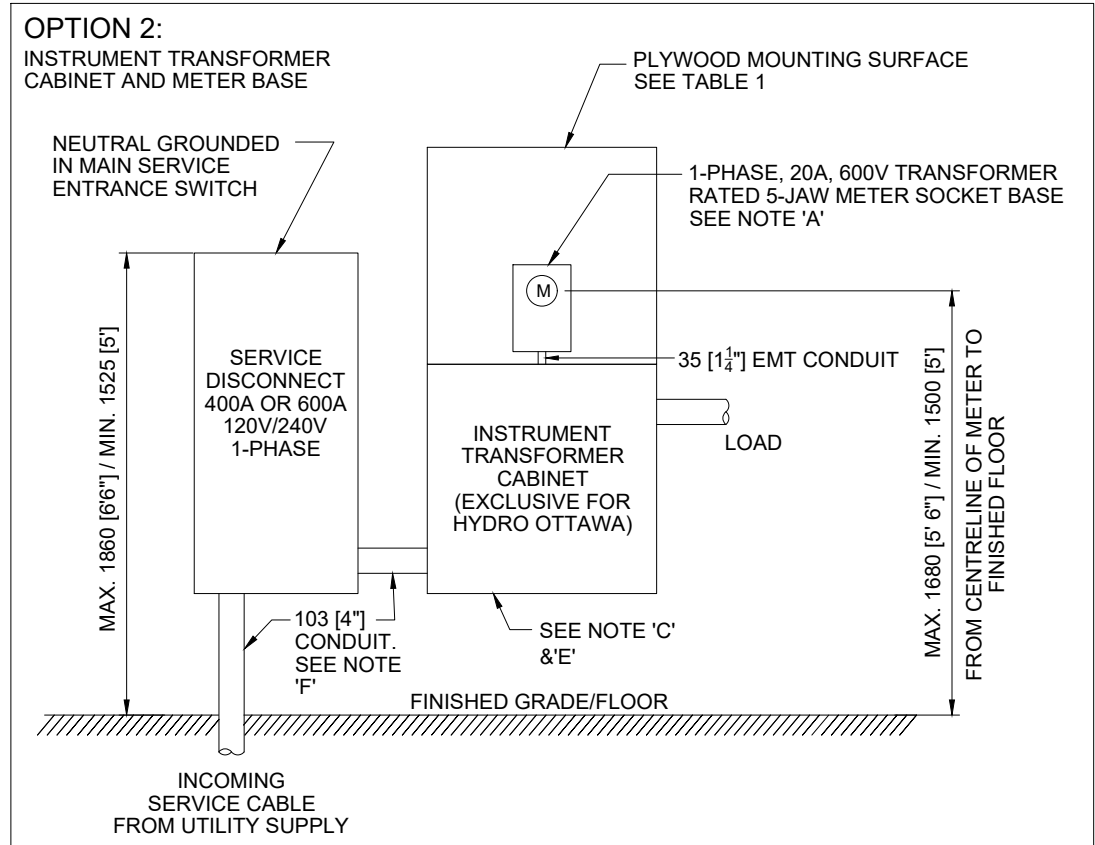 OPTION 2:
INSTRUMENT TRANSFORMER
CABINET AND METER BASE
PLYWOOD MOUNTING SURFACE
SEE TABLE 1
NEUTRAL GROUNDED
IN MAIN SERVICE
ENTRANCE SWITCH
1-PHASE, 20A, 600V TRANSFORMER
RATED 5-JAW METER SOCKET BASE
SEE NOTE 'A'
M
MAX. 1860 [6'6"] / MIN. 1525 [5']
SERVICE
DISCONNECT
400A OR 600A
120V/240V
1-PHASE
35 [1¼"] EMT CONDUIT
INSTRUMENT
TRANSFORMER
CABINET
(EXCLUSIVE FOR
HYDRO OTTAWA)
LOAD
MAX. 1680 [5' 6"] / MIN. 1500 [5']
FROM CENTRELINE OF METER TO
FINISHED FLOOR
103 [4"]
CONDUIT.
SEE NOTE
'F'
SEE NOTE 'C'
&'E'
FINISHED GRADE/FLOOR
INCOMING
SERVICE CABLE
FROM UTILITY SUPPLY